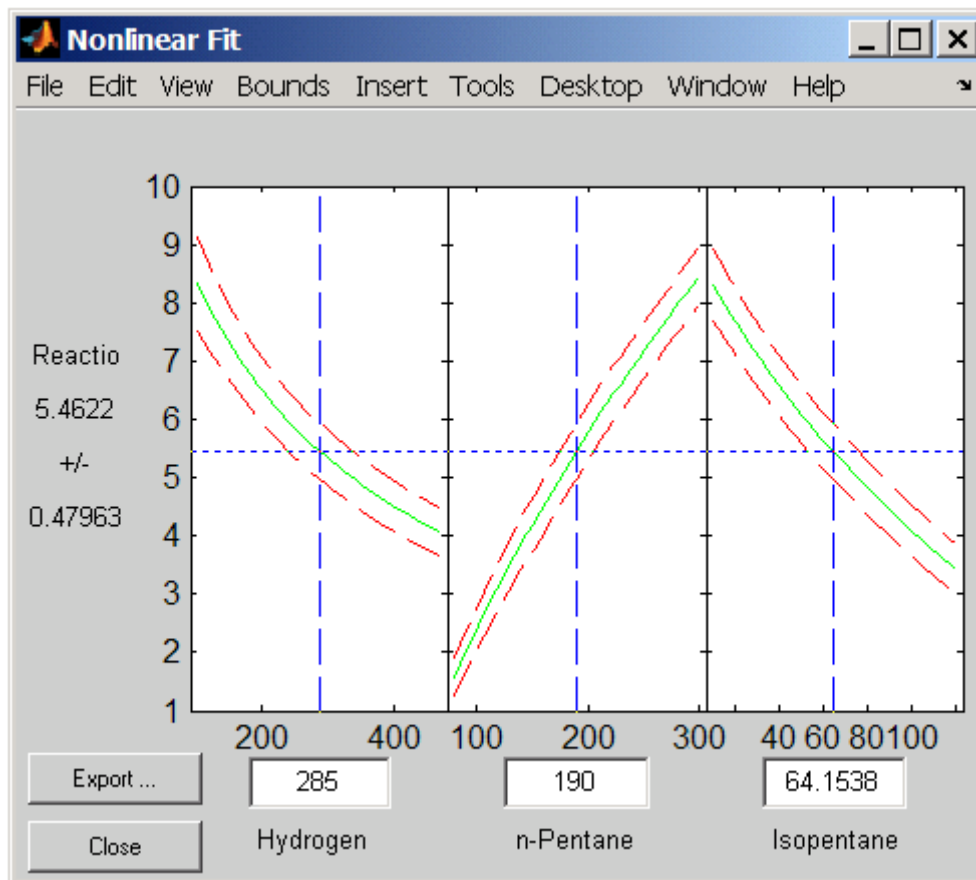 Nonlinear Fit
File Edit View Bounds Insert Tools Desktop Window Help
10
9
8
7
6
5
4
3
2
1
Reactio
5.4622
+/-
0.47963
200 400 100 200 300 40 60 80 100
Export ... 285 190 64.1538
Close Hydrogen n-Pentane Isopentane